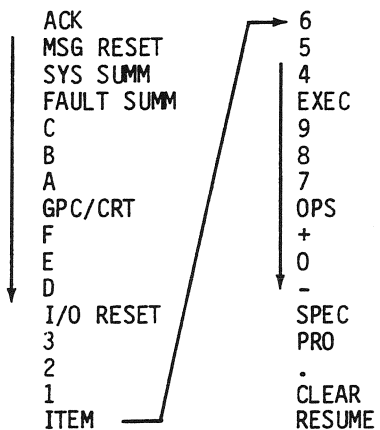 ACK
MSG RESET
SYS SUMM
FAULT SUMM
C
B
A
GPC/CRT
F
E
D
I/O RESET
3
2
1
ITEM
6
5
4
EXEC
9
8
7
OPS
+
0
-
SPEC
PRO
.
CLEAR
RESUME